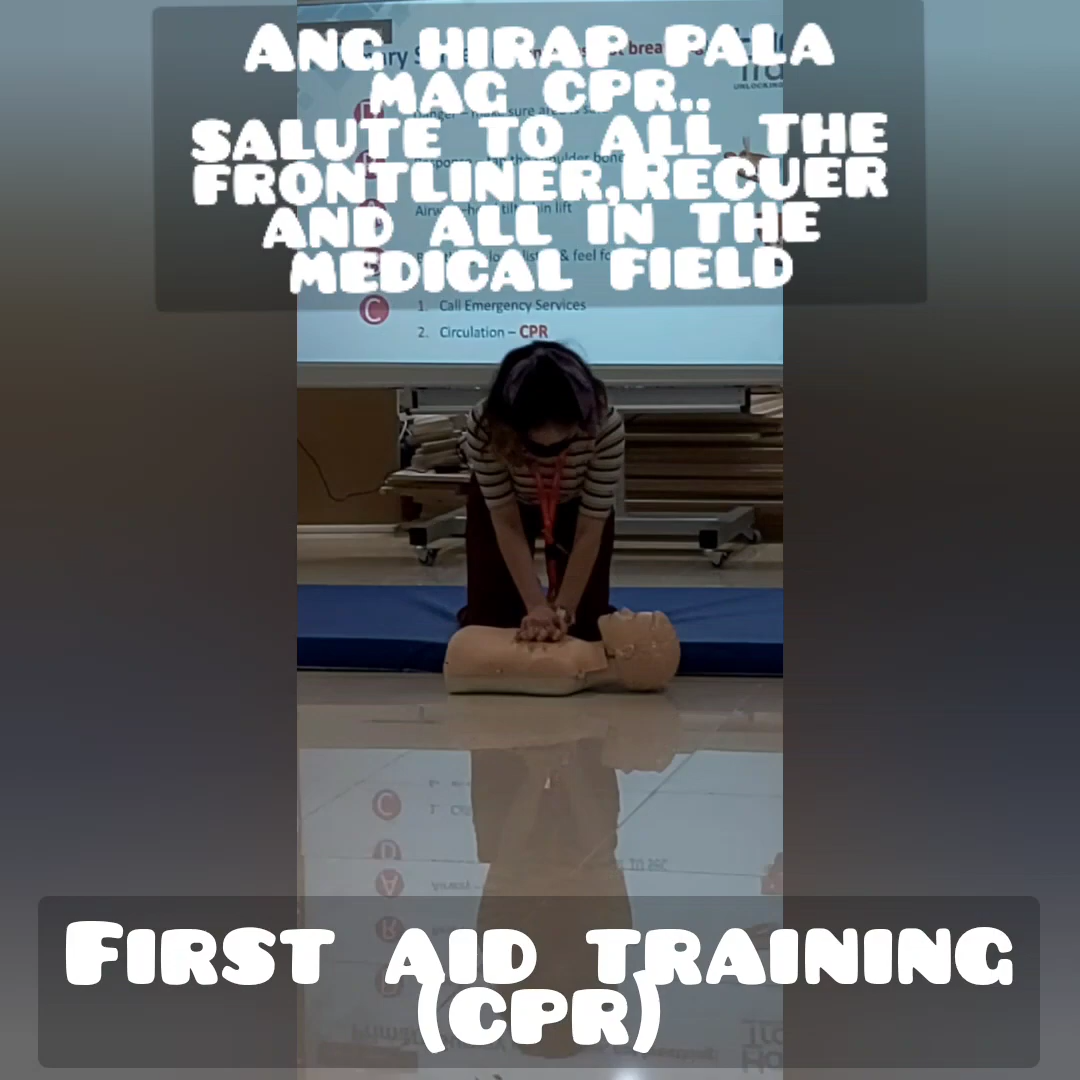 Ang hirap pala
mag cpr..
salute to all the
frontliner,Recuer
and all in the
medical field
C
1. Call Emergency Services
2. Circulation – CPR
First aid training
(cpr)